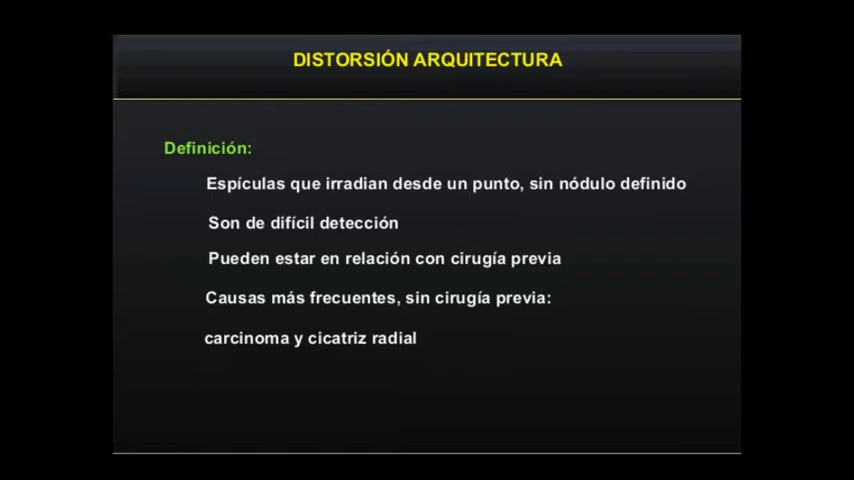 DISTORSIÓN ARQUITECTURA
Definición:
Espículas que irradian desde un punto, sin nódulo definido
Son de difícil detección
Pueden estar en relación con cirugía previa
Causas más frecuentes, sin cirugía previa:
carcinoma y cicatriz radial